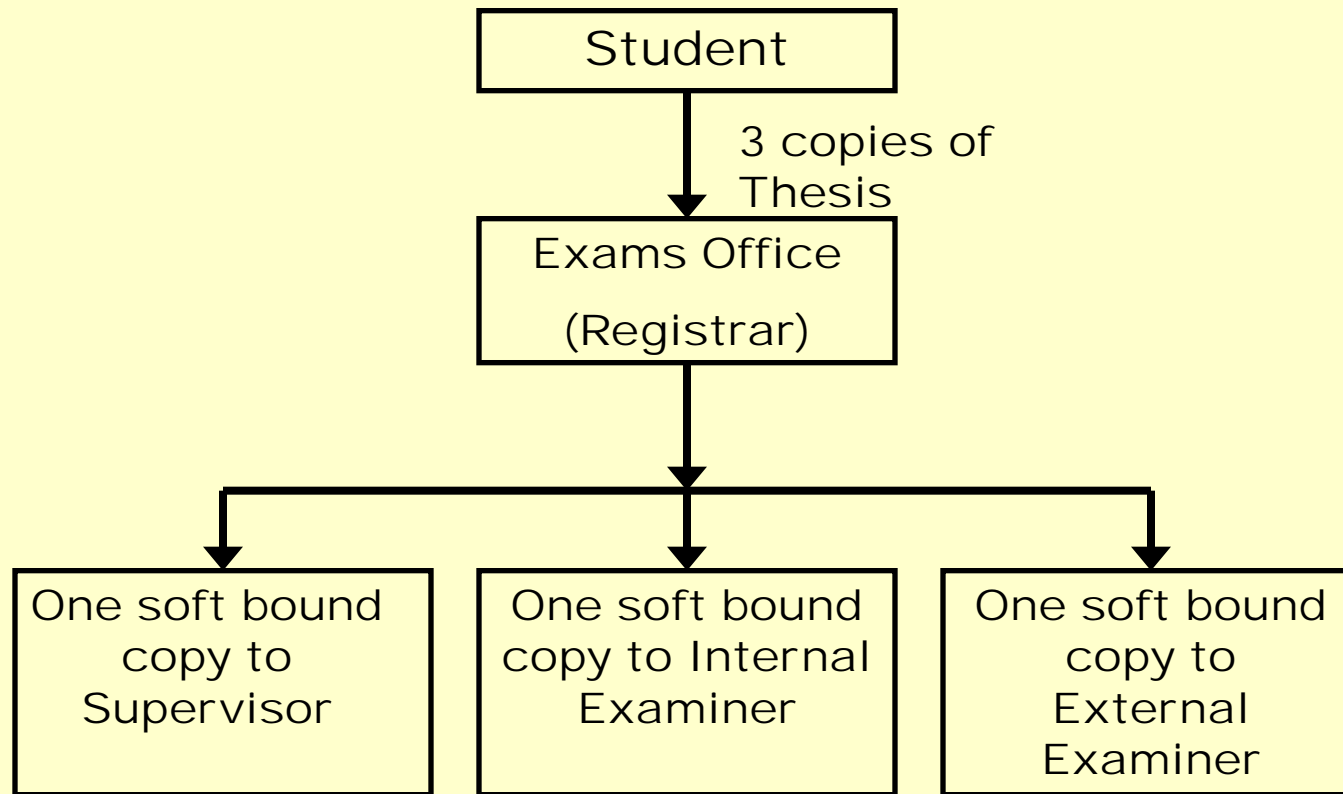 Student
3 copies of
Thesis
Exams Office
(Registrar)
One soft bound
copy to
Supervisor
One soft bound
copy to Internal
Examiner
One soft bound
copy to
External
Examiner